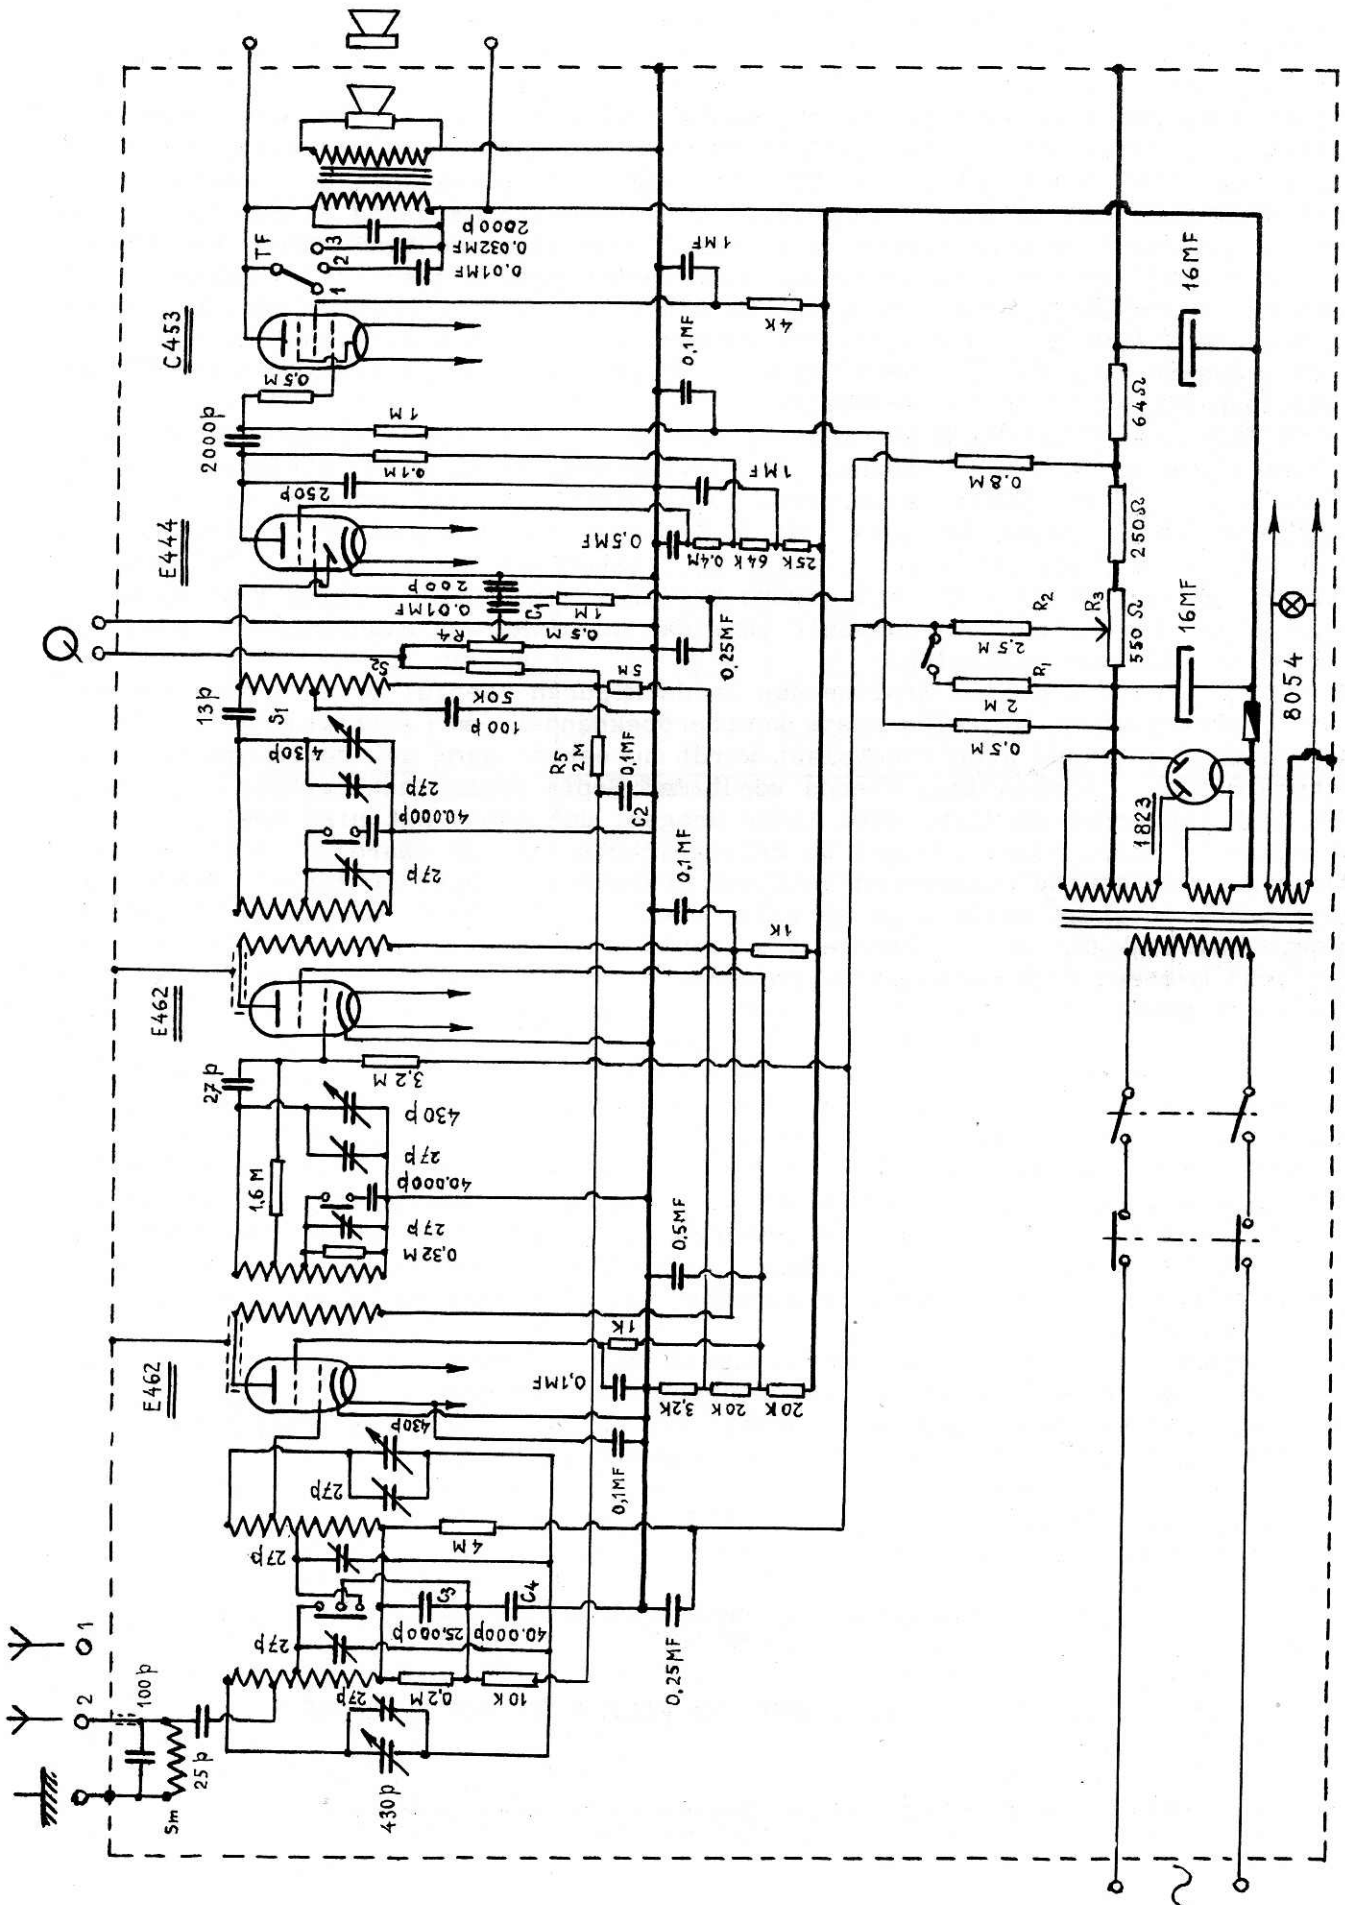 TF
3
2
1
2000p
0.032MF
0.01MF
C453
0,5M
2000p
1M
0.1M
250p
E444
1MF
4K
0,1MF
1MF
0,5MF
0.4M
64K
25K
0.8M
16MF
64Ω
250Ω
550Ω
R3
R2
2,5M
R1
2M
0,5M
16MF
8054
1823
200p
0.01MF
C1
1M
R4
0,5M
S2
50K
5M
0,25MF
13p
S1
100p
430p
27p
40.000p
27p
R5
2M
0,1MF
C2
0,1MF
1K
E462
27p
3,2M
430p
27p
40.000p
27p
0,32M
1,6M
0,5MF
1K
E462
0,1MF
3,2K
20K
20K
430p
27p
0,1MF
27p
4M
C3
C4
25.000p
40.000p
27p
0,2M
10K
0,25MF
27p
430p
1
2
100p
25p
Sm
~